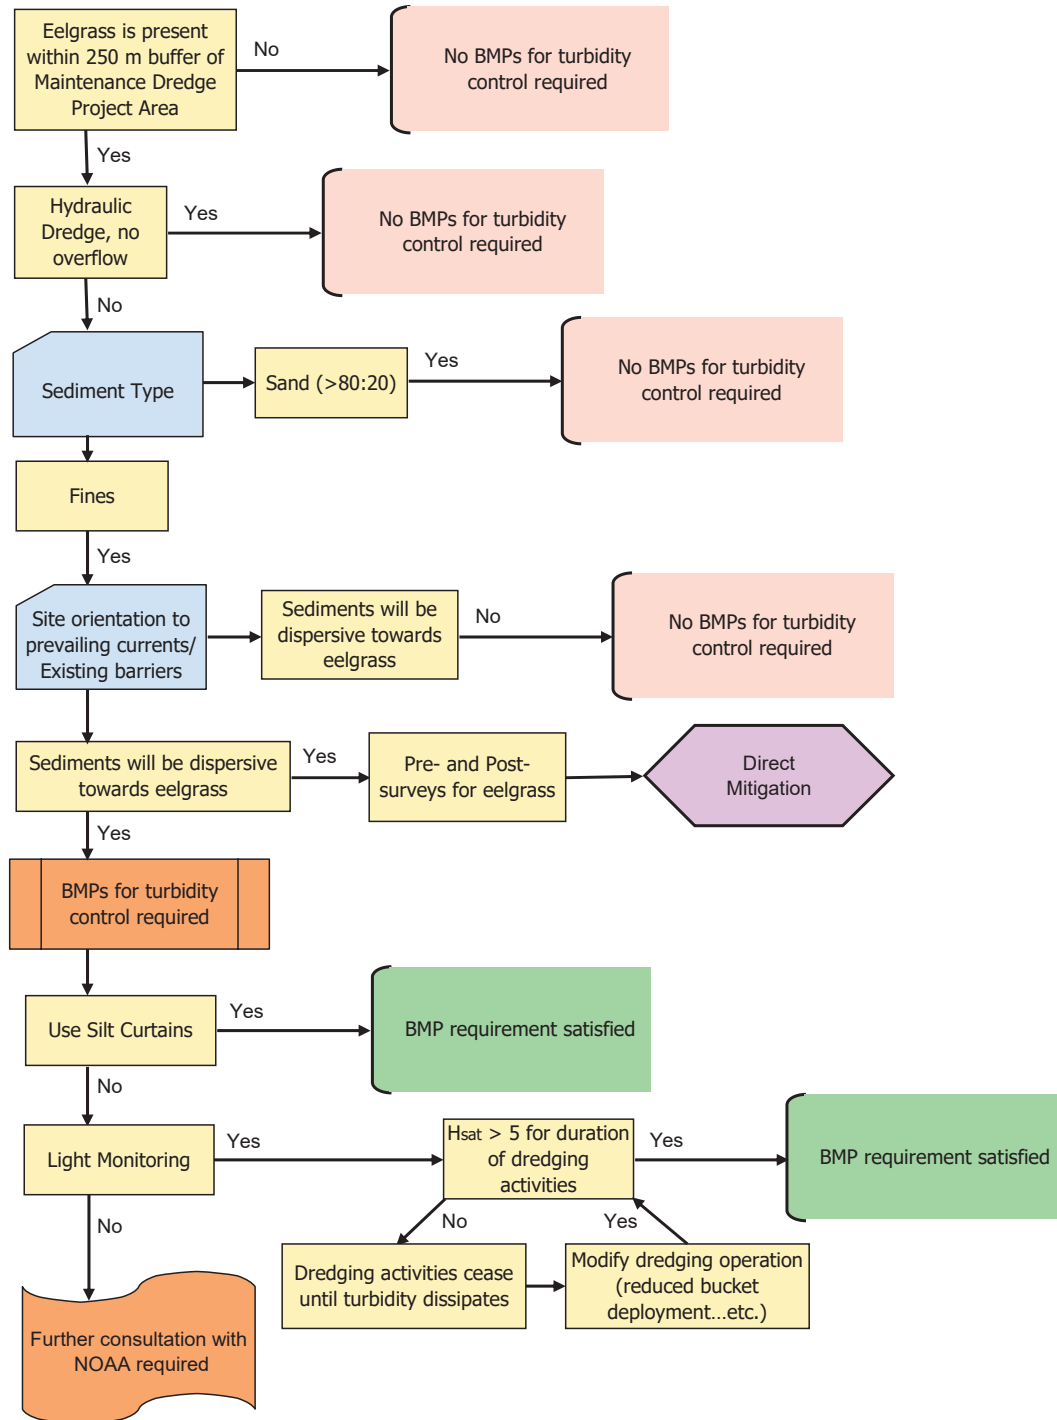 Eelgrass is present
within 250 m buffer of
Maintenance Dredge
Project Area
No
No BMPs for turbidity
control required
Yes
Hydraulic
Dredge, no
overflow
Yes
No BMPs for turbidity
control required
No
Sediment Type
Sand (>80:20)
Yes
No BMPs for turbidity
control required
Fines
Yes
Site orientation to
prevailing currents/
Existing barriers
Sediments will be
dispersive towards
eelgrass
No
No BMPs for turbidity
control required
Sediments will be dispersive
towards eelgrass
Yes
Pre- and Post-
surveys for eelgrass
Direct
Mitigation
Yes
BMPs for turbidity
control required
Use Silt Curtains
Yes
BMP requirement satisfied
No
Light Monitoring
Yes
Hsat > 5 for duration
of dredging
activities
Yes
BMP requirement satisfied
No
No
Yes
Dredging activities cease
until turbidity dissipates
Modify dredging operation
(reduced bucket
deployment...etc.)
Further consultation with
NOAA required